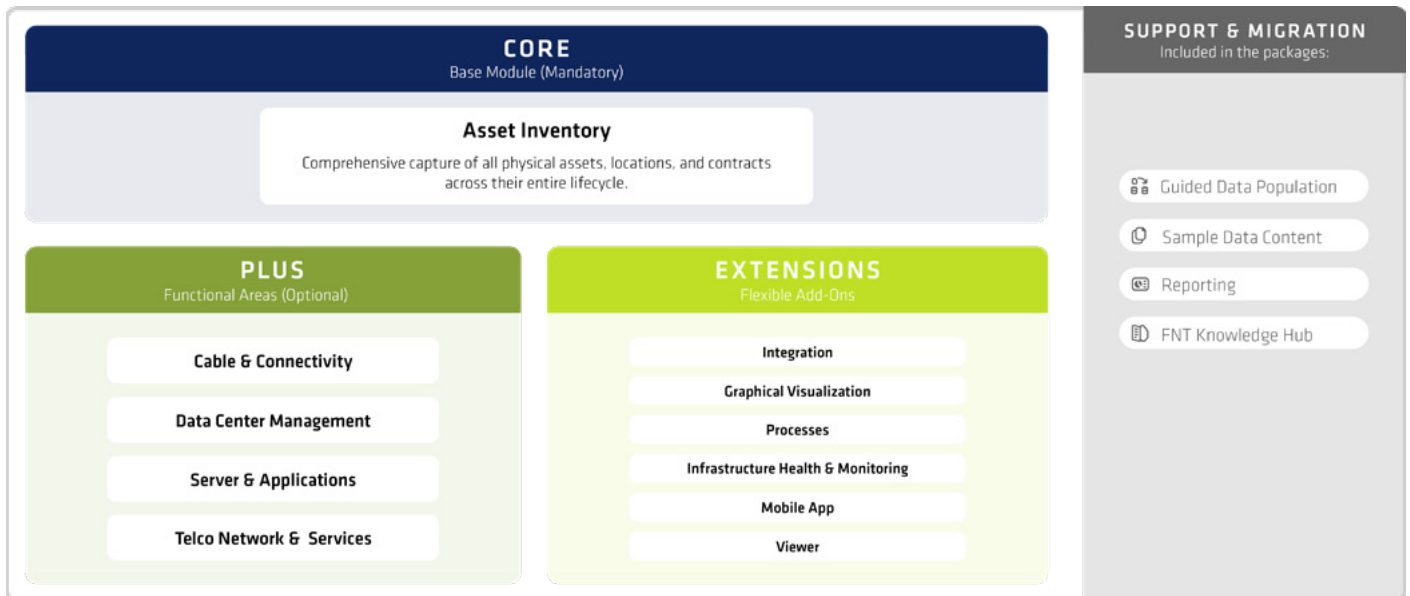 CORE
Base Module (Mandatory)
Asset Inventory
Comprehensive capture of all physical assets, locations, and contracts
across their entire lifecycle.
PLUS
Functional Areas (Optional)
Cable & Connectivity
Data Center Management
Server & Applications
Telco Network & Services
EXTENSIONS
Flexible Add-Ons
Integration
Graphical Visualization
Processes
Infrastructure Health & Monitoring
Mobile App
Viewer
SUPPORT & MIGRATION
Included in the packages:
Guided Data Population
Sample Data Content
Reporting
FNT Knowledge Hub